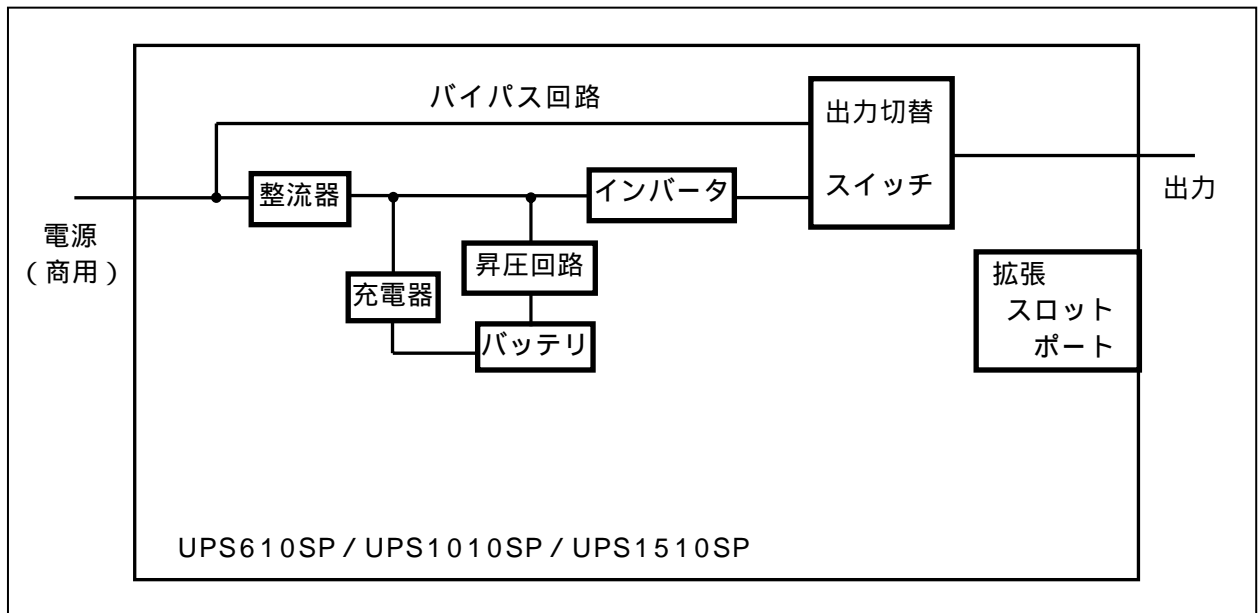 バイパス回路
出力切替
スイッチ
整流器
インバータ
出力
電源
(商用)
昇圧回路
充電器
バッテリ
拡張
スロット
ポート
UPS610SP/UPS1010SP/UPS1510SP